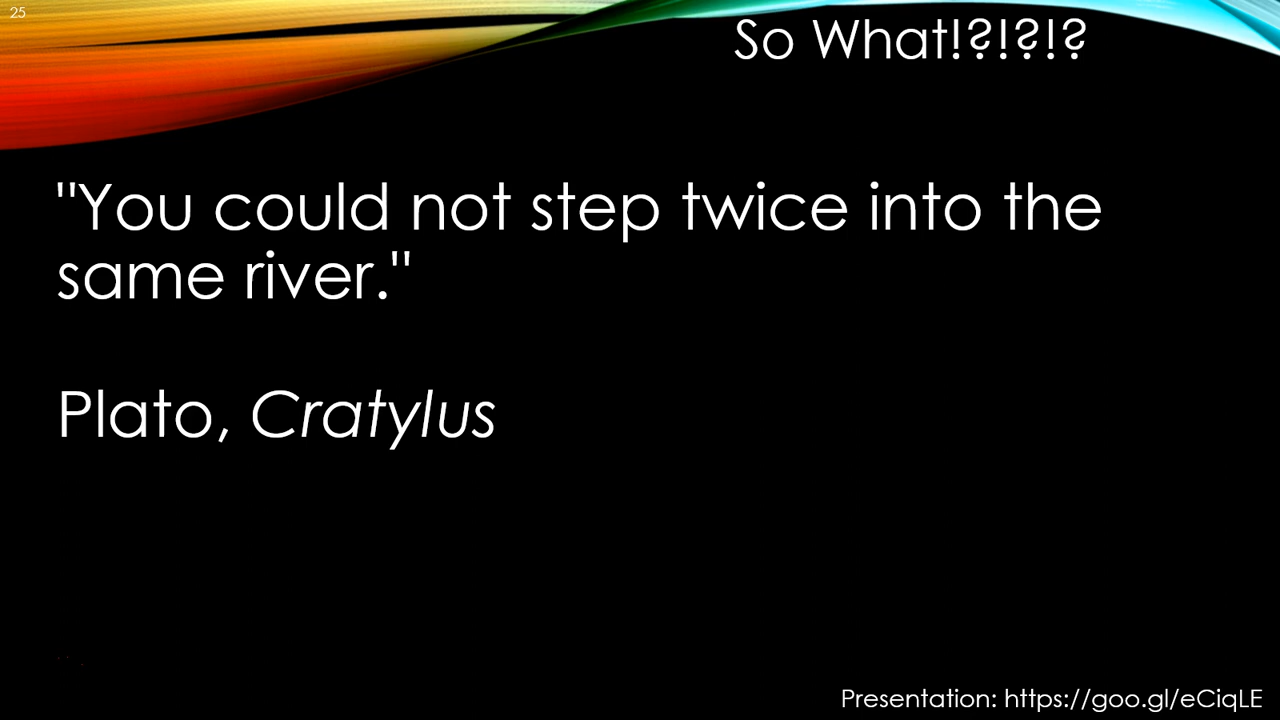 25
So What!?!?!?
"You could not step twice into the
same river."
Plato, Cratylus
Presentation: https://goo.gl/eCiqLE